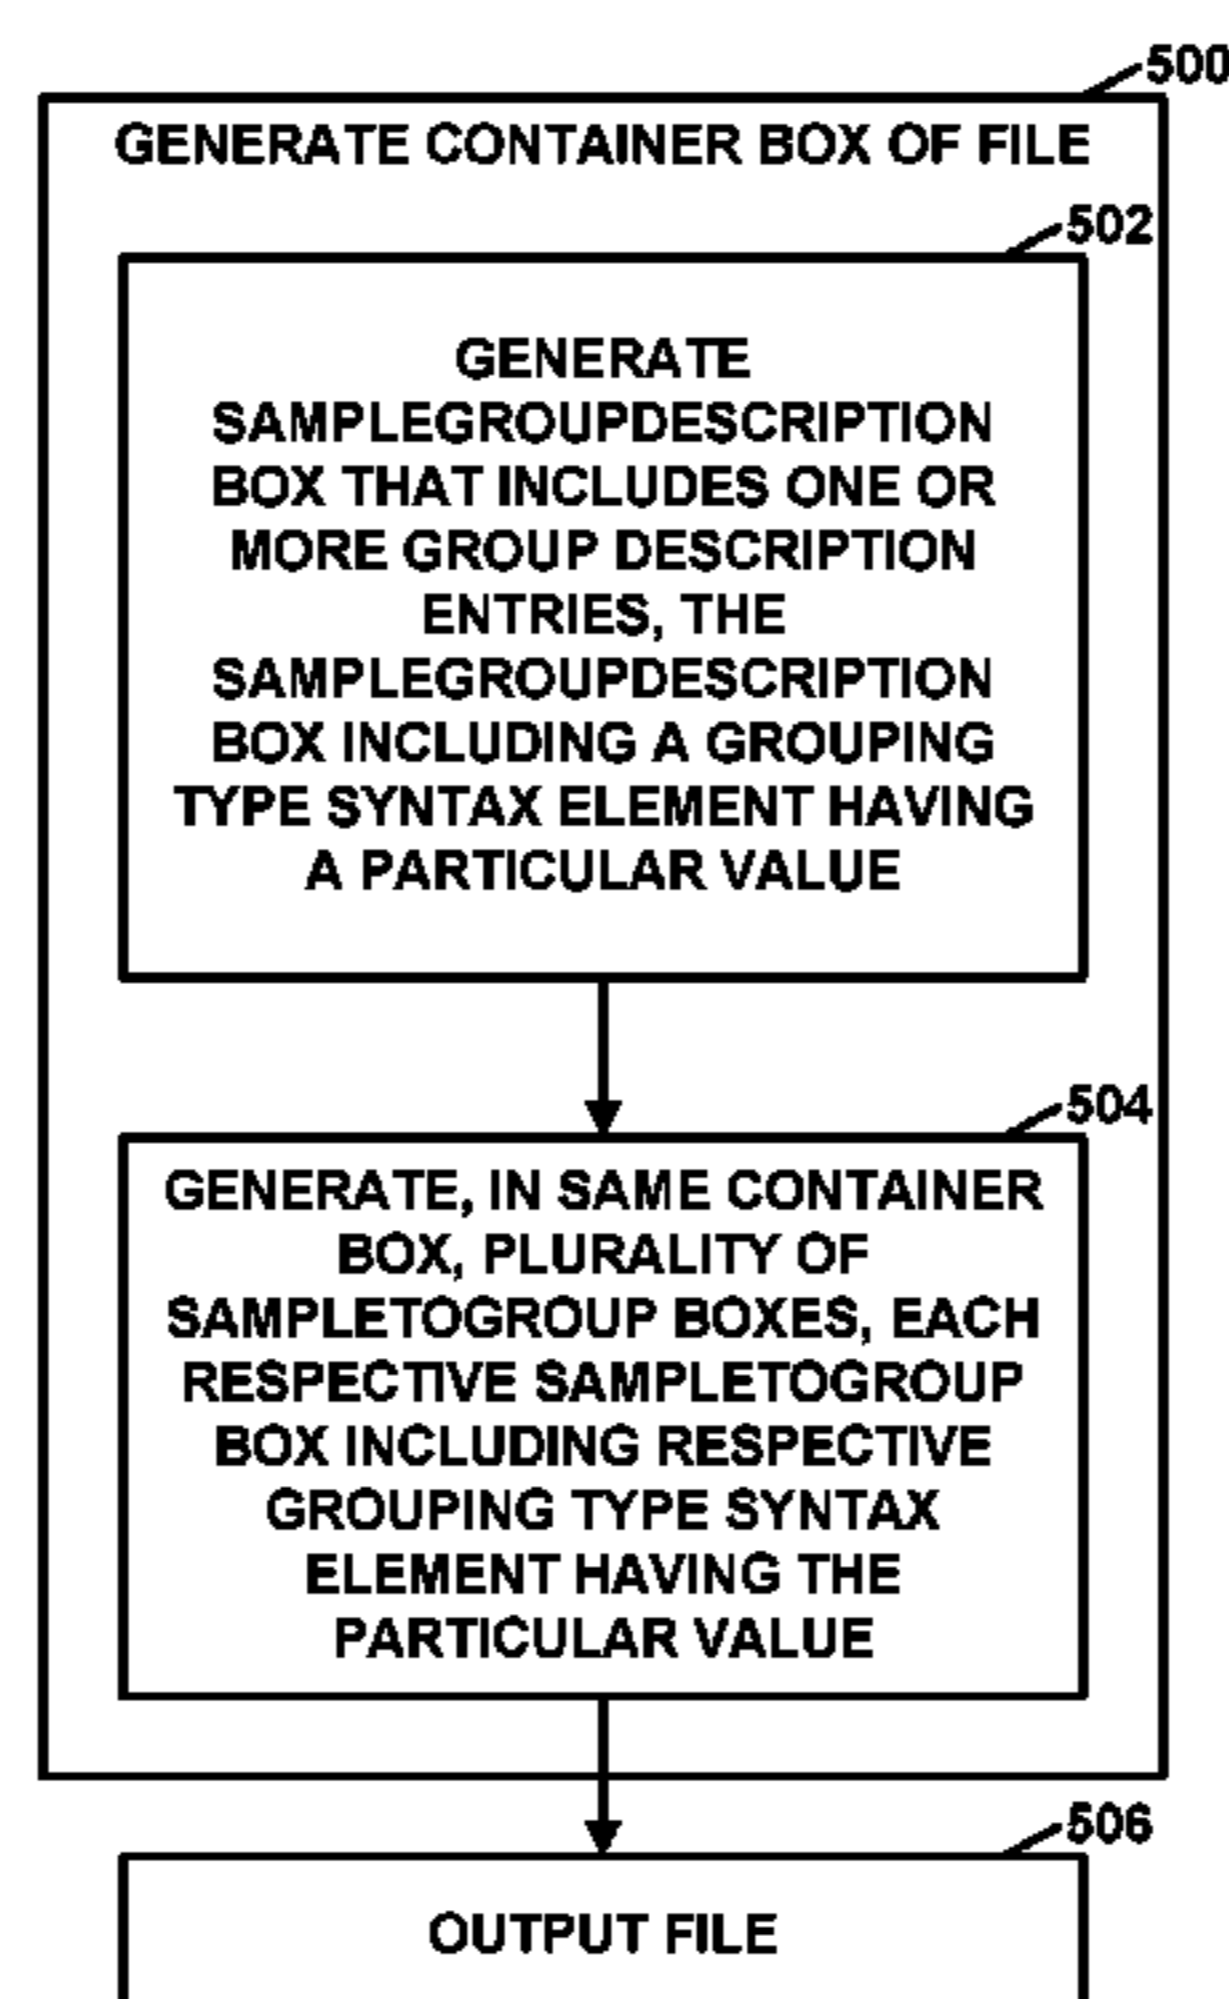 500
GENERATE CONTAINER BOX OF FILE
502
GENERATE
SAMPLEGROUPDESCRIPTION
BOX THAT INCLUDES ONE OR
MORE GROUP DESCRIPTION
ENTRIES, THE
SAMPLEGROUPDESCRIPTION
BOX INCLUDING A GROUPING
TYPE SYNTAX ELEMENT HAVING
A PARTICULAR VALUE
504
GENERATE, IN SAME CONTAINER
BOX, PLURALITY OF
SAMPLETOGROUP BOXES, EACH
RESPECTIVE SAMPLETOGROUP
BOX INCLUDING RESPECTIVE
GROUPING TYPE SYNTAX
ELEMENT HAVING THE
PARTICULAR VALUE
506
OUTPUT FILE